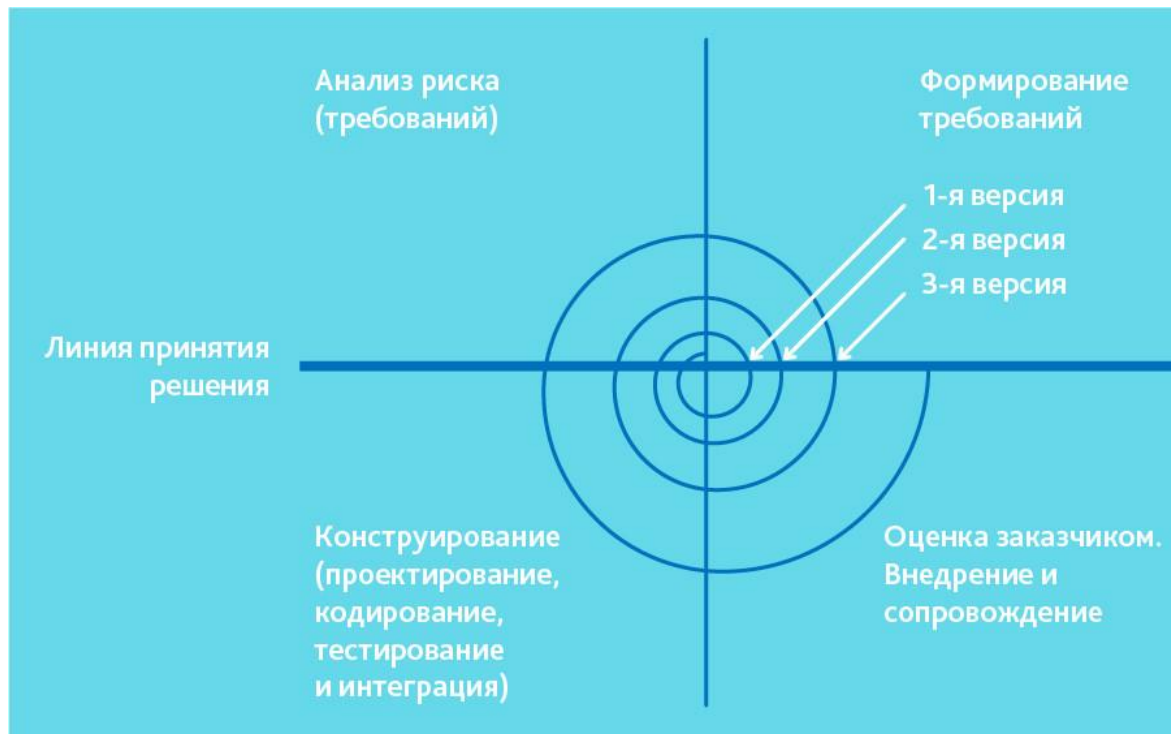 Анализ риска
(требований)
Формирование
требований
1-я версия
2-я версия
3-я версия
Линия принятия
решения
Конструирование
(проектирование,
кодирование,
тестирование
и интеграция)
Оценка заказчиком.
Внедрение и
сопровождение